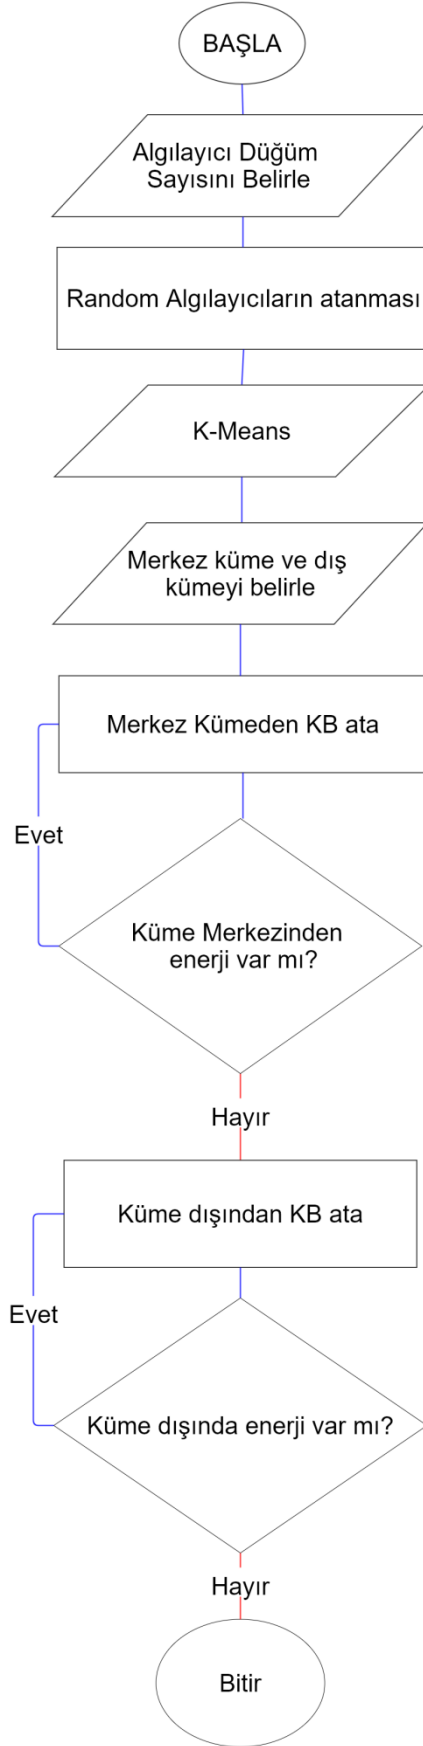 BAŞLA
Algılayıcı Düğüm
Sayısını Belirle
Random Algılayıcıların atanması
K-Means
Merkez küme ve dış
kümeyi belirle
Merkez Kümeden KB ata
Evet
Küme Merkezinden
enerji var mı?
Hayır
Küme dışından KB ata
Evet
Küme dışında enerji var mı?
Hayır
Bitir